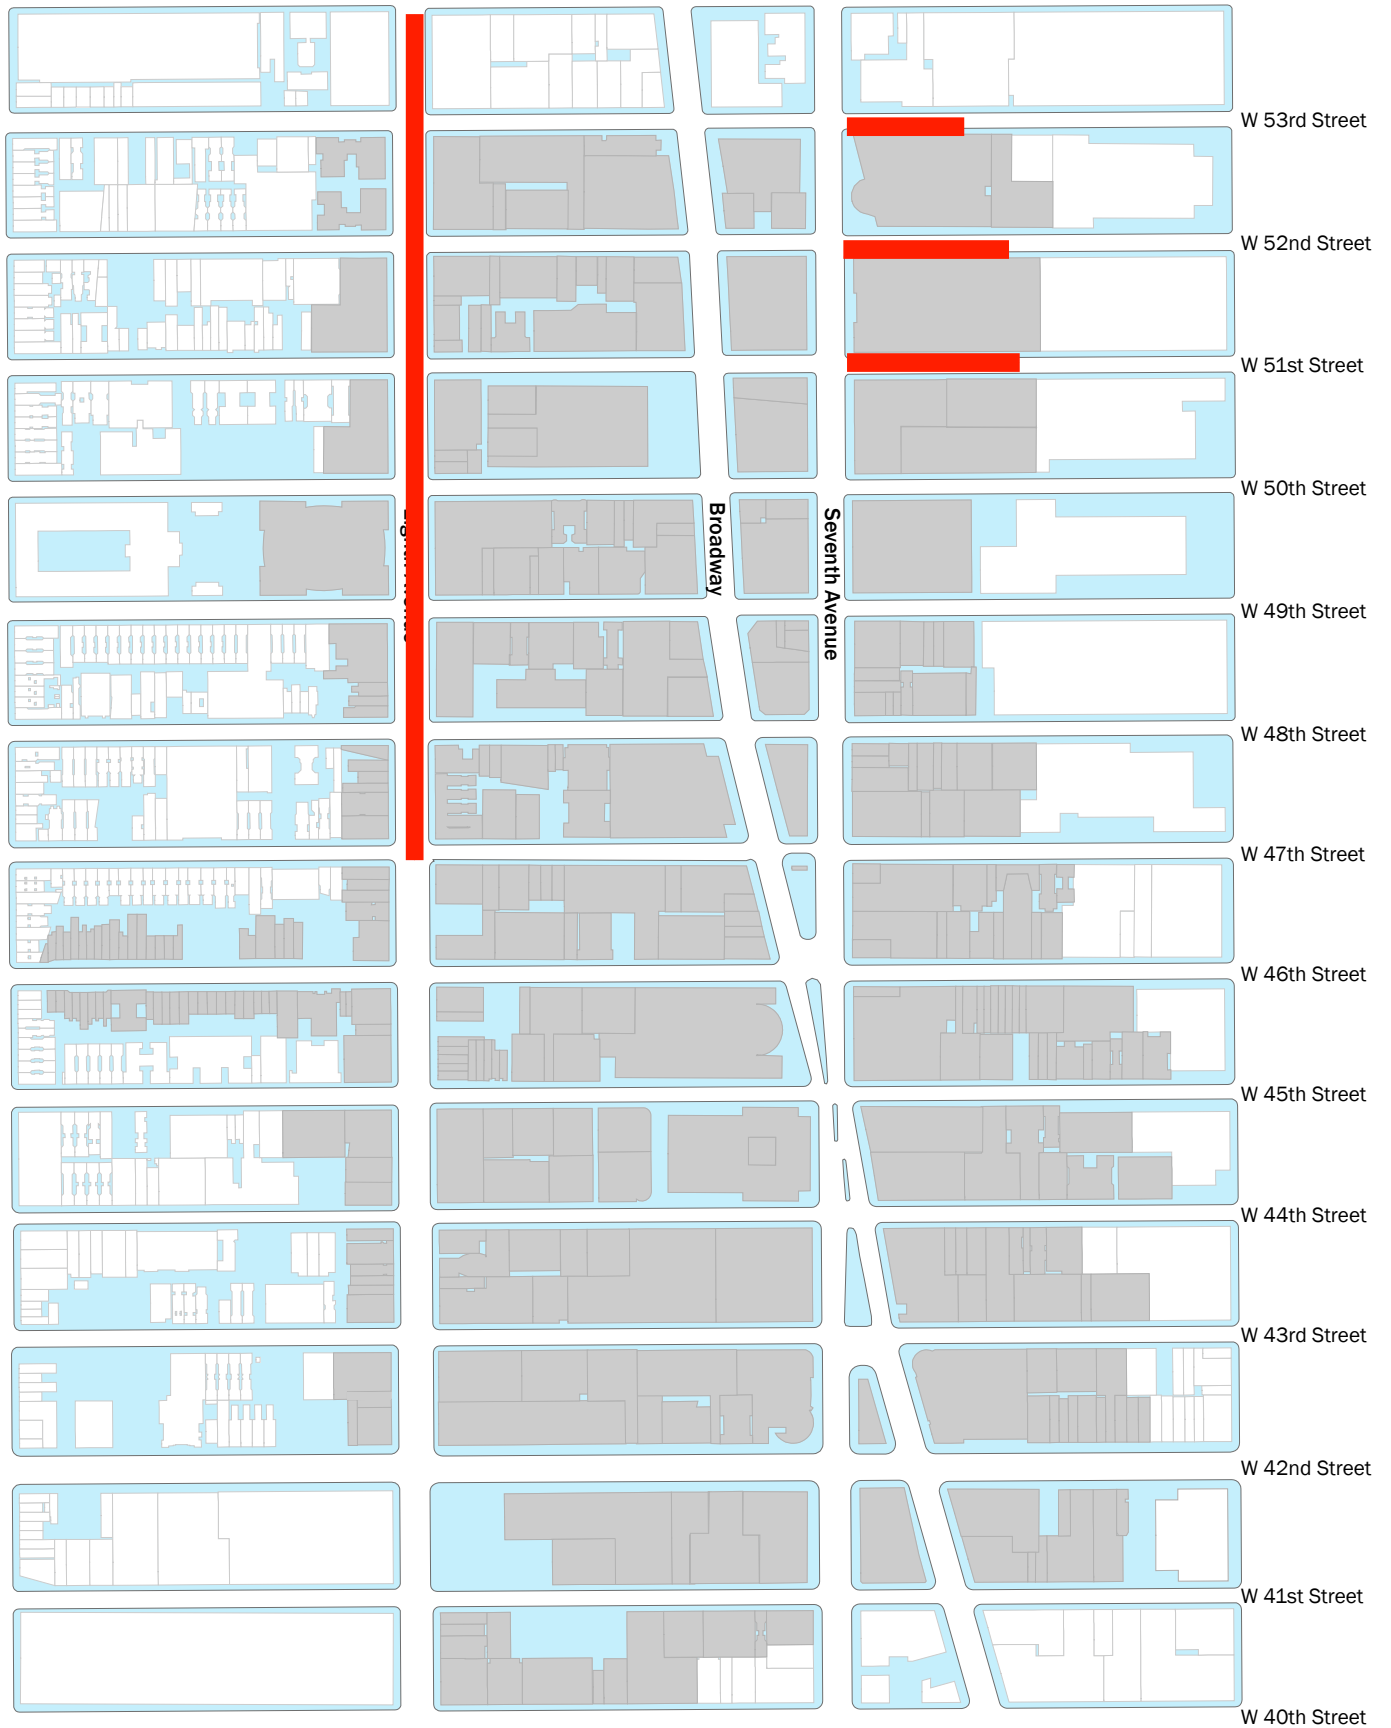 W 53rd Street
W 52nd Street
W 51st Street
W 50th Street
Broadway
Seventh Avenue
W 49th Street
W 48th Street
W 47th Street
W 46th Street
W 45th Street
W 44th Street
W 43rd Street
W 42nd Street
W 41st Street
W 40th Street